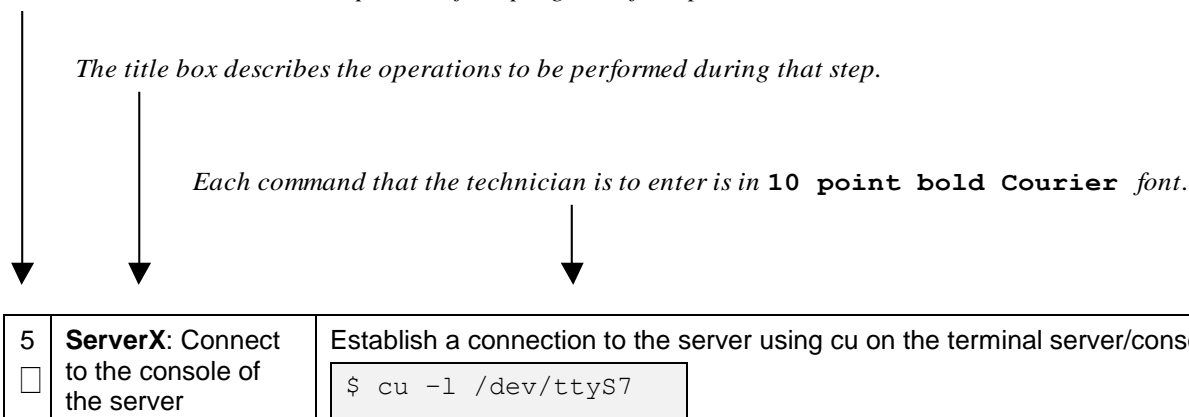 The title box describes the operations to be performed during that step.
Each command that the technician is to enter is in 10 point bold Courier font.
5 ServerX: Connect to the console of the server
Establish a connection to the server using cu on the terminal server/
$ cu –l /dev/ttyS7